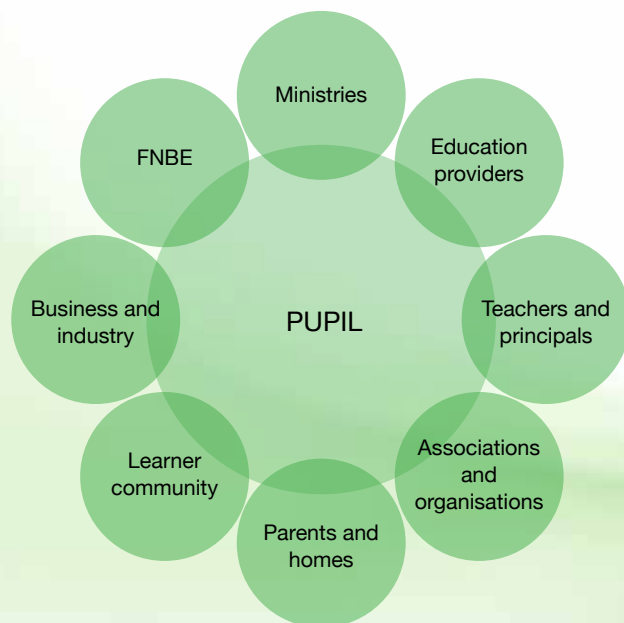 Ministries
FNBE
Education
providers
Business and
industry
PUPIL
Teachers and
principals
Learner
community
Associations
and
organisations
Parents and
homes